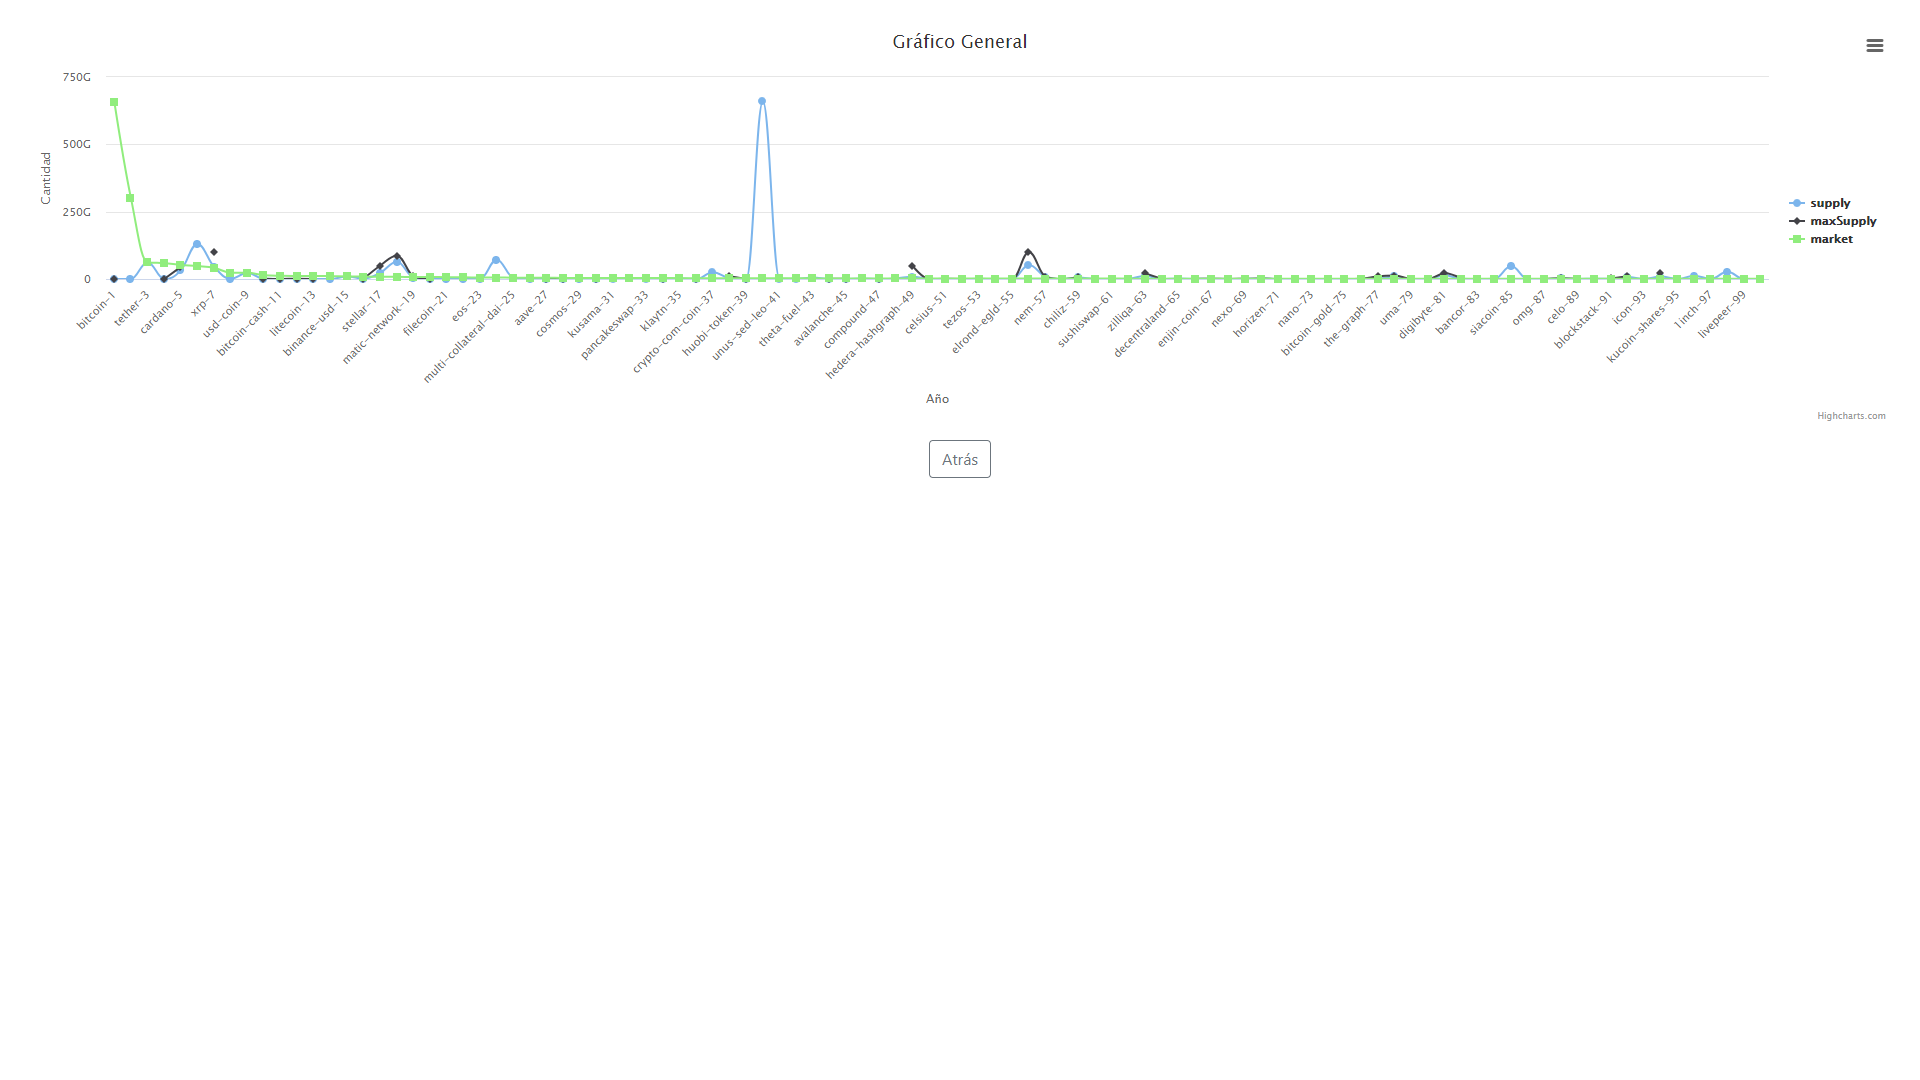 Gráfico General
750G
500G
250G
0
Cantidad
bitcoin-1
tether-3
cardano-5
xrp-7
usd-coin-9
bitcoin-cash-11
litecoin-13
binance-usd-15
stellar-17
matic-network-19
filecoin-21
eos-23
multi-collateral-dai-25
aave-27
cosmos-29
kusama-31
pancakeswap-33
klaytn-35
crypto-com-coin-37
huobi-token-39
unus-sed-leo-41
theta-fuel-43
avalanche-45
compound-47
hedera-hashgraph-49
celsius-51
tezos-53
elrond-egld-55
nem-57
chiliz-59
sushiswap-61
zilliqa-63
decentraland-65
enjin-coin-67
nexo-69
horizen-71
nano-73
bitcoin-gold-75
the-graph-77
uma-79
digibyte-81
bancor-83
siacoin-85
omg-87
celo-89
blockstack-91
icon-93
kucoin-shares-95
1inch-97
livepeer-99
Año
supply
maxSupply
market
Highcharts.com
Atrás